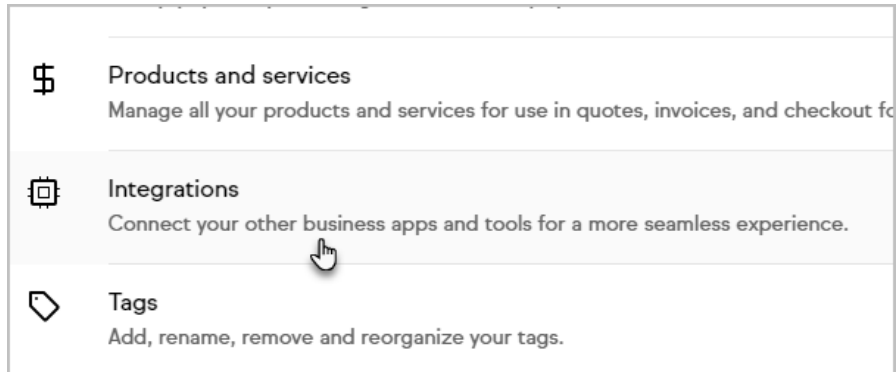 Products and services
Manage all your products and services for use in quotes, invoices, and checkout
Integrations
Connect your other business apps and tools for a more seamless experience.
Tags
Add, rename, remove and reorganize your tags.